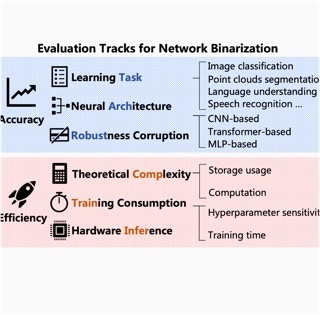 Evaluation Tracks for Network Binarization
Accuracy
Learning Task
Image classification
Point clouds segmentatio
Language understanding
Speech recognition ...
Neural Architecture
CNN-based
Transformer-based
MLP-based
Robustness Corruption
Efficiency
Theoretical Complexity
Storage usage
Computation
Training Consumption
Hyperparameter sensitivit
Training time
Hardware Inference